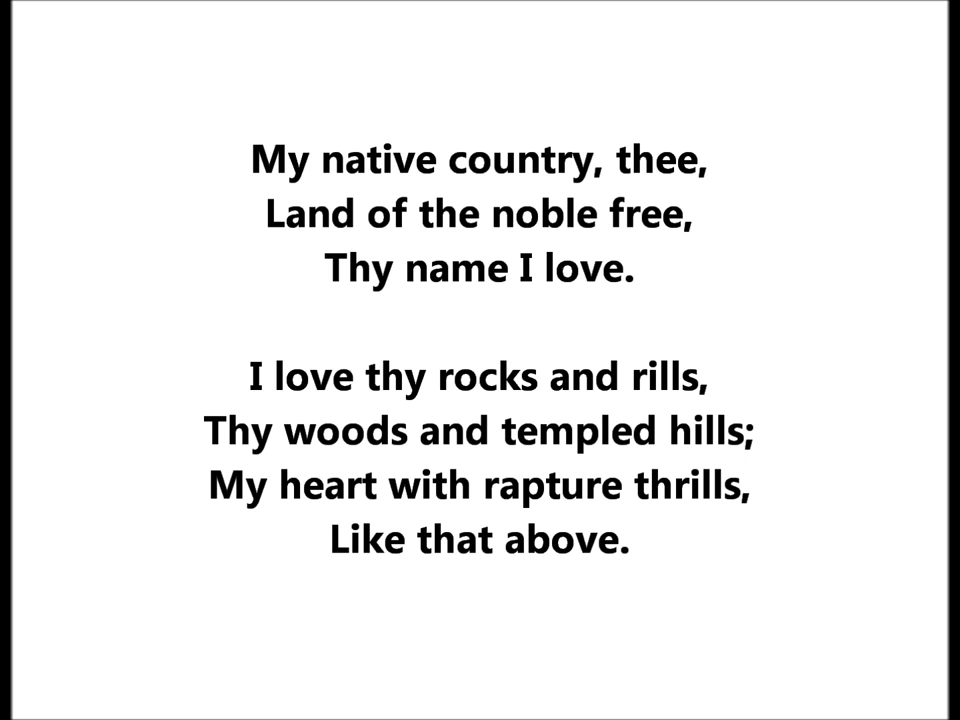 My native country, thee,
Land of the noble free,
Thy name I love.
I love thy rocks and rills,
Thy woods and templed hills;
My heart with rapture thrills,
Like that above.